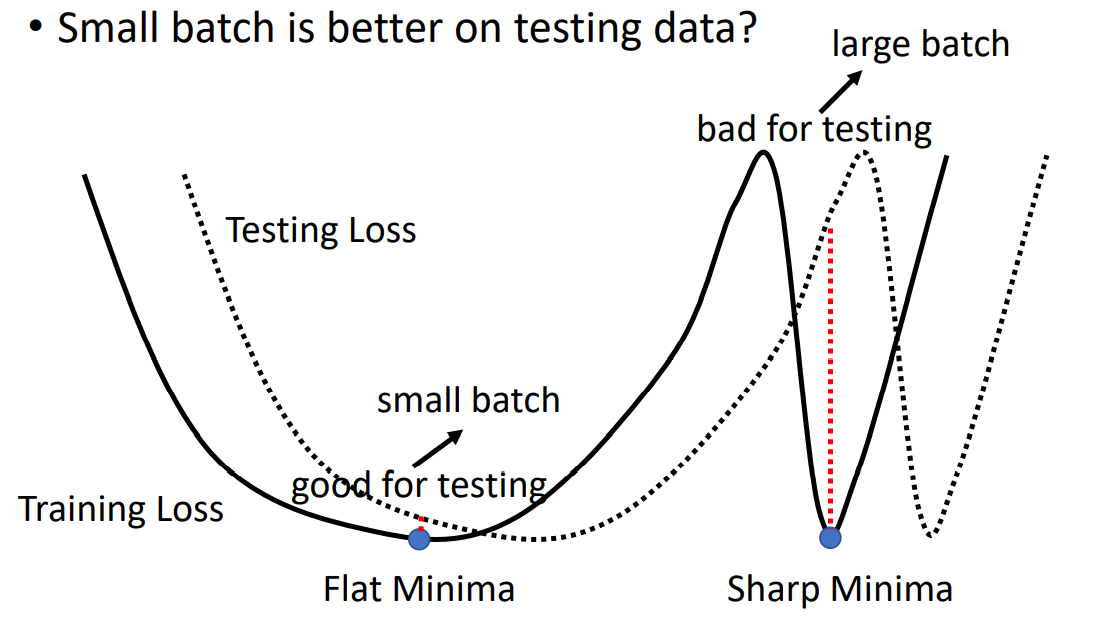 • Small batch is better on testing data?
large batch
bad for testing
Testing Loss
small batch
good for testing
Training Loss
Flat Minima
Sharp Minima